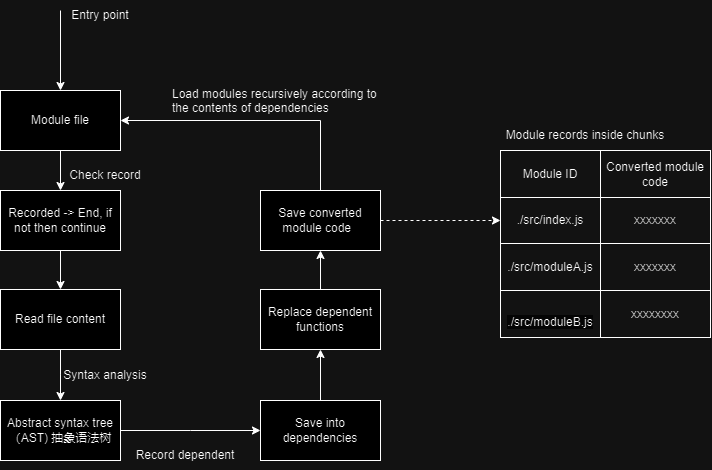 Entry point
Module file
Check record
Recorded -> End, if
not then continue
Read file content
Syntax analysis
Abstract syntax tree
(AST) 抽象语法树
Record dependent
Save into
dependencies
Replace dependent
functions
Save converted
module code
Load modules recursively according to
the contents of dependencies
Module records inside chunks
Module ID
Converted module
code
./src/index.js
xxxxxxx
./src/moduleA.js
xxxxxxx
./src/moduleB.js
xxxxxxxx